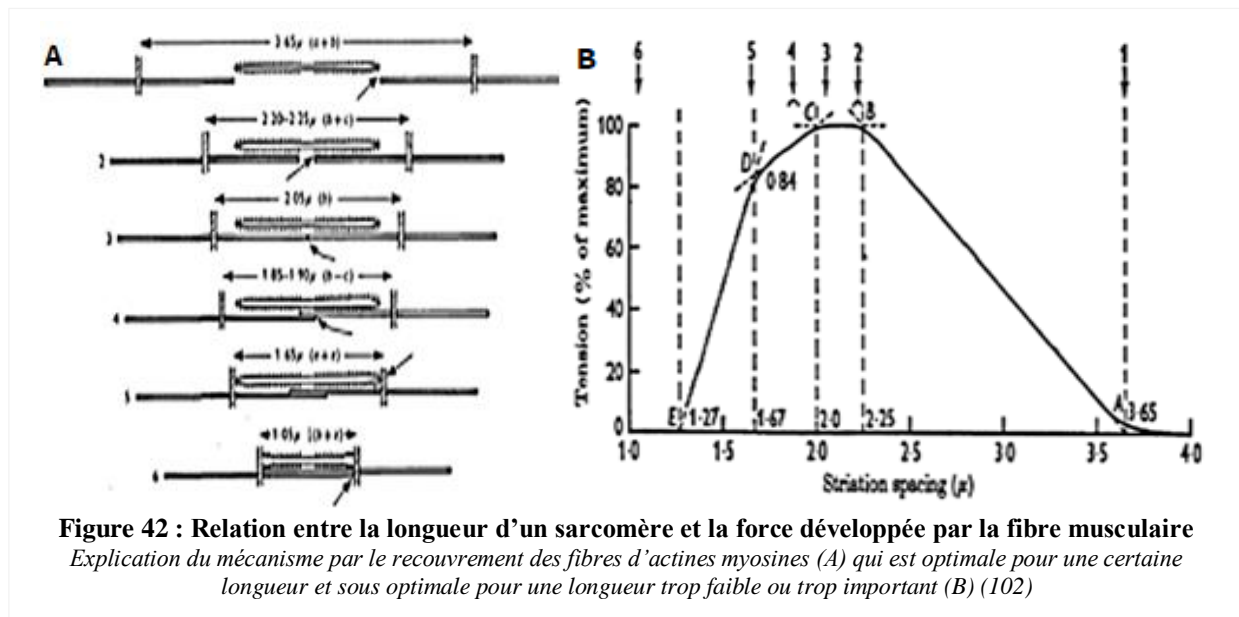 A
3·65µ (a+b)
1
2·20–2·25µ (b+c)
2
2·05µ (b)
3
1·85–1·90µ (b–c)
4
1·65µ (a+z)
5
1·05µ
6
B
6 5 4 3 2 1
Tension (% of maximum)
100
80
60
40
20
0
C
B
D
0·84
E
1·27
1·67
2·0
2·25
A
3·65
1·0 1·5 2·0 2·5 3·0 3·5 4·0
Striation spacing (µ)
Figure 42 : Relation entre la longueur d’un sarcomère et la force développée par la fibre musculaire
Explication du mécanisme par le recouvrement des fibres d’actines myosines (A) qui est optimale pour une certaine
longueur et sous optimale pour une longueur trop faible ou trop important (B) (102)